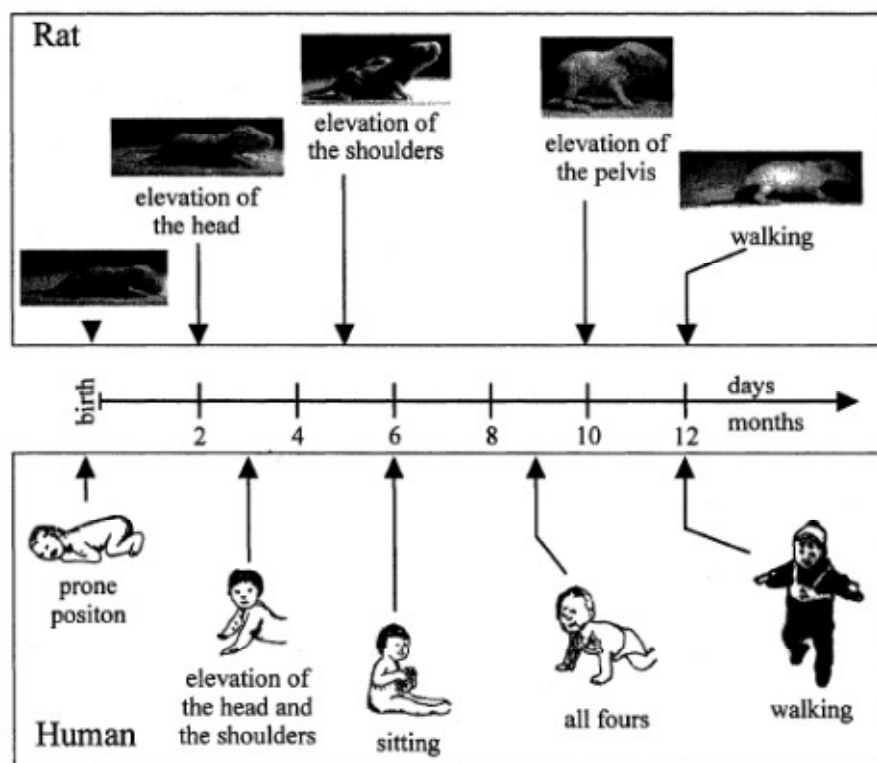 Rat
elevation of
the shoulders
elevation of
the pelvis
elevation of
the head
walking
birth
days
2 4 6 8 10 12 months
prone
positon
elevation of
the head and
the shoulders
sitting
all fours
walking
Human